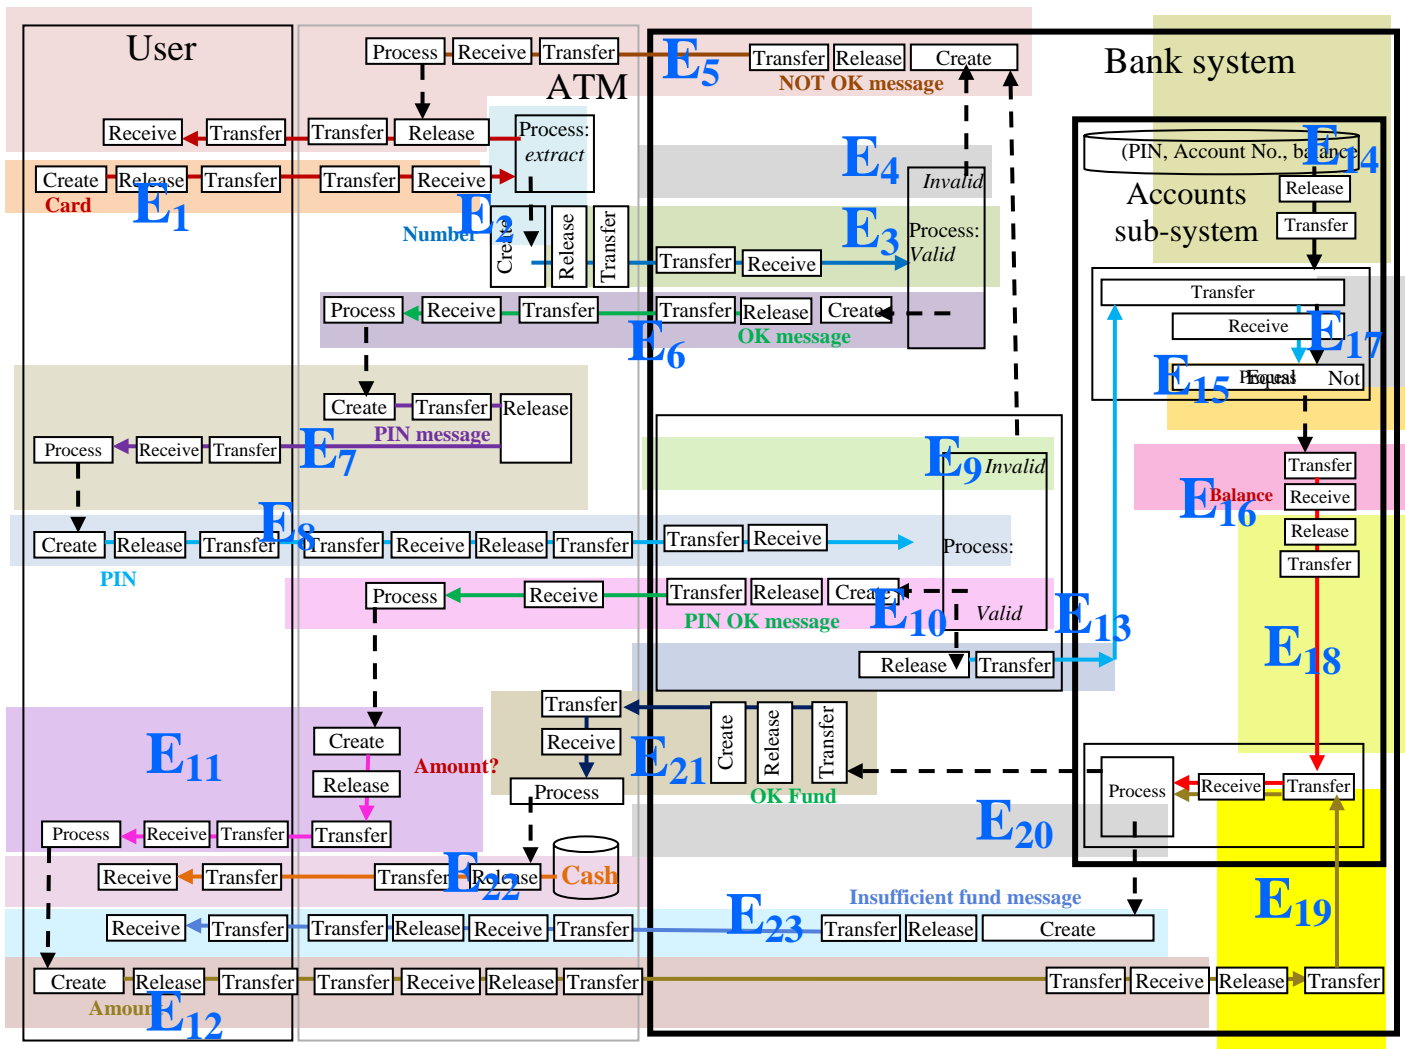 User
Process
Receive
Transfer
E5
Transfer
Release
Create
Bank system
ATM
NOT OK message
Receive
Transfer
Transfer
Release
Process:
extract
E4
E14
(PIN, Account No., balance
Create
Release
Transfer
Transfer
Receive
Invalid
Release
Card
E1
E2
Accounts
sub-system
Number
Create
Release
Transfer
E3
Process:
Valid
Transfer
Transfer
Receive
Transfer
Process
Receive
Transfer
Transfer
Release
Create
Receive
E17
OK message
E6
E15
Process
Equal
Not
Create
Transfer
Release
PIN message
Process
Receive
Transfer
E7
E9
Invalid
Transfer
E16
Balance
Receive
E8
Create
Release
Transfer
Transfer
Receive
Release
Transfer
Transfer
Receive
Process:
Release
Transfer
PIN
Process
Receive
Transfer
Release
Create
E10
Valid
E13
PIN OK message
E18
Release
Transfer
Transfer
Create
Release
Transfer
Create
Receive
E11
Amount?
E21
Release
Process
OK Fund
Process
Receive
Transfer
Process
Receive
Transfer
Transfer
E20
Receive
Transfer
Transfer
Release
E22
Cash
Insufficient fund message
E19
Receive
Transfer
Transfer
Release
Receive
Transfer
E23
Transfer
Release
Create
Create
Release
Transfer
Transfer
Receive
Release
Transfer
Transfer
Receive
Release
Transfer
Amount
E12